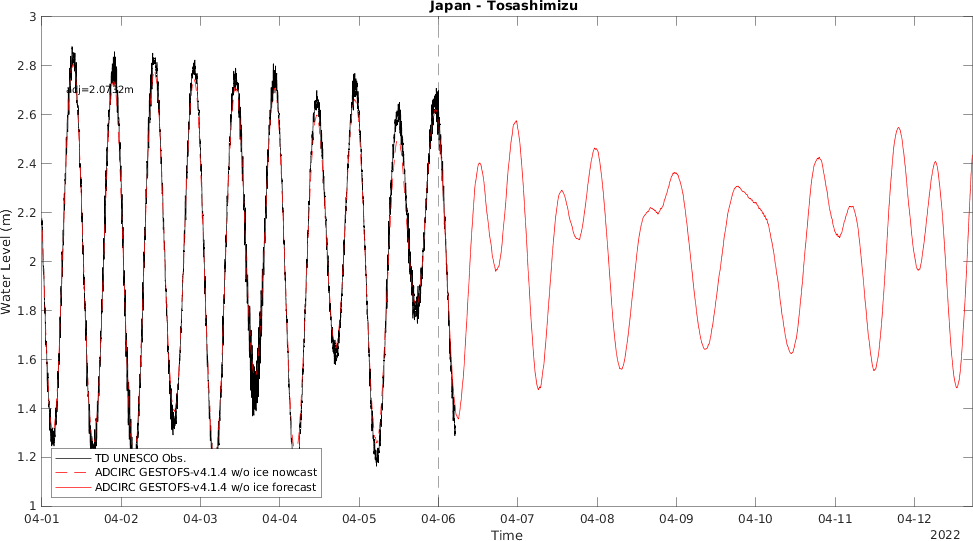 Japan - Tosashimizu
3
2.8
adj=2.0732m
2.6
2.4
2.2
Water Level (m)
2
1.8
1.6
1.4
1.2
1
TD UNESCO Obs.
ADCIRC GESTOFS-v4.1.4 w/o ice nowcast
ADCIRC GESTOFS-v4.1.4 w/o ice forecast
04-01 04-02 04-03 04-04 04-05 04-06 04-07 04-08 04-09 04-10 04-11 04-12
Time
2022